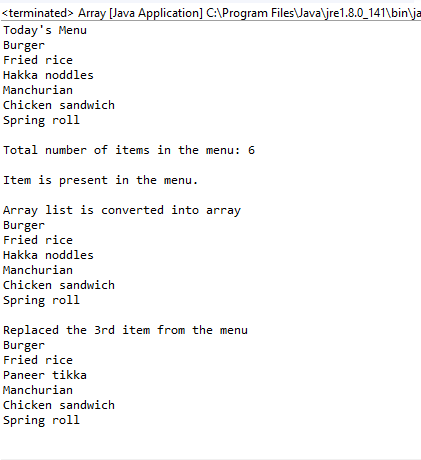 <terminated> Array [Java Application] C:\Program Files\Java\jre1.8.0_141\bin\ja
Today's Menu
Burger
Fried rice
Hakka noddles
Manchurian
Chicken sandwich
Spring roll
Total number of items in the menu: 6
Item is present in the menu.
Array list is converted into array
Burger
Fried rice
Hakka noddles
Manchurian
Chicken sandwich
Spring roll
Replaced the 3rd item from the menu
Burger
Fried rice
Paneer tikka
Manchurian
Chicken sandwich
Spring roll